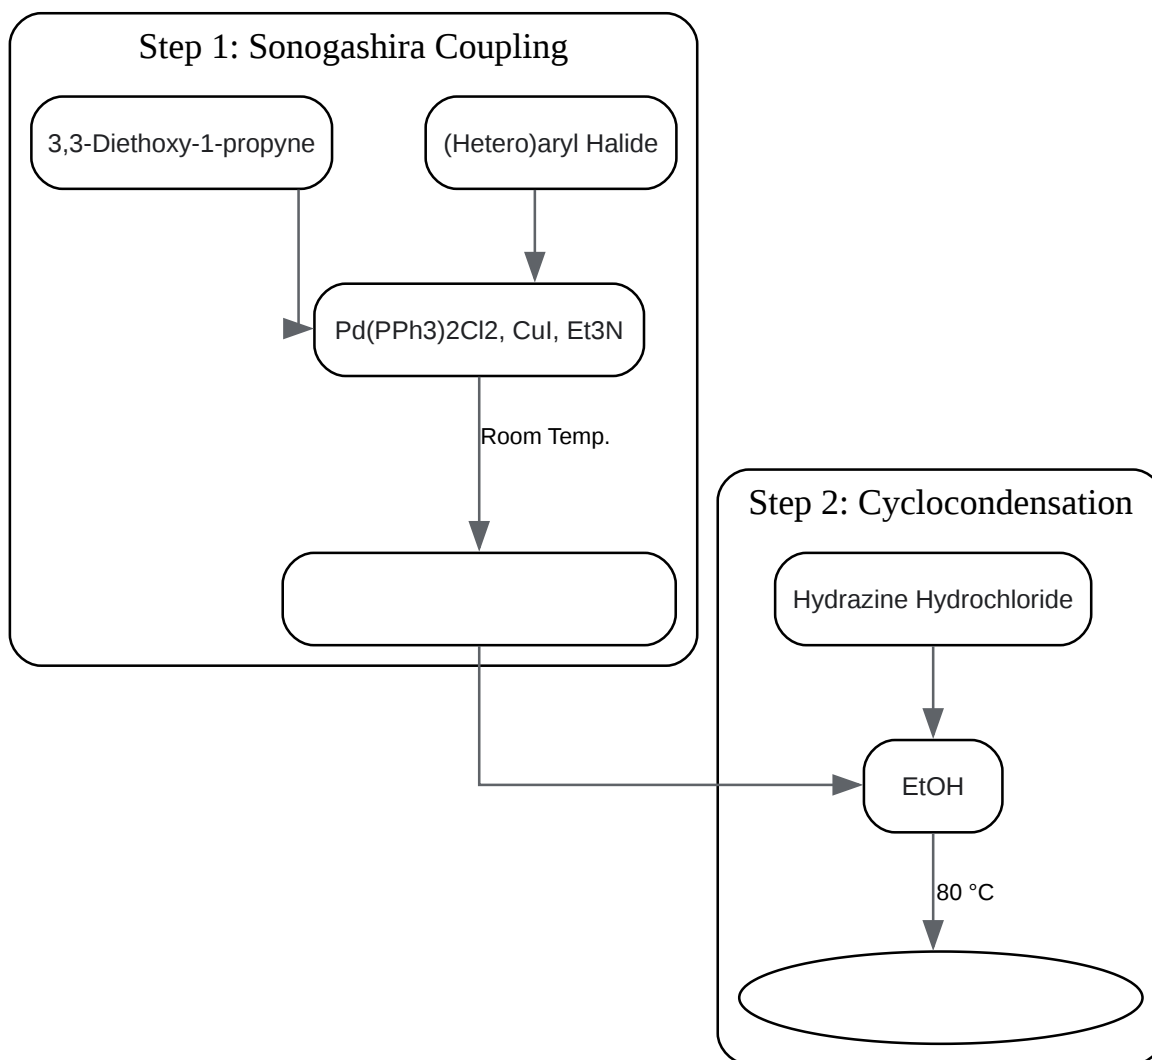 Step 1: Sonogashira Coupling
3,3-Diethoxy-1-propyne
(Hetero)aryl Halide
Pd(PPh3)2Cl2, CuI, Et3N
Room Temp.
Step 2: Cyclocondensation
Hydrazine Hydrochloride
EtOH
80 °C